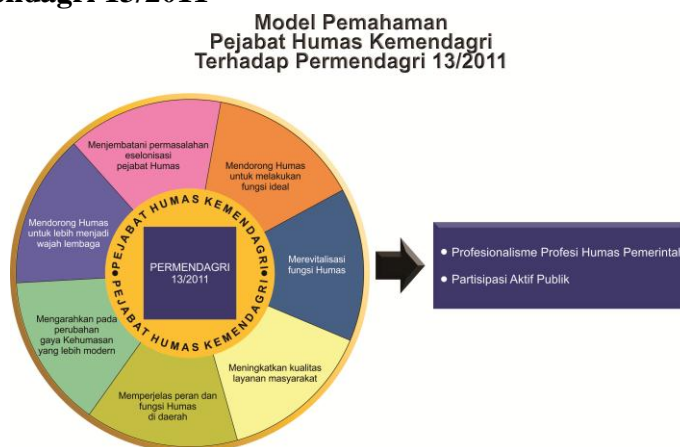 endagri 13/2011
Model Pemahaman
Pejabat Humas Kemendagri
Terhadap Permendagri 13/2011
Menjembatani permasalahan
eselonisasi
pejabat Humas
Mendorong Humas
untuk melakukan
fungsi ideal
Merevitalisasi
fungsi Humas
Meningkatkan kualitas
layanan masyarakat
Memperjelas peran dan
fungsi Humas
di daerah
Mengarahkan pada
perubahan
gaya Kehumasan
yang lebih modern
Mendorong Humas
untuk lebih menjadi
wajah lembaga
PEJABAT HUMAS KEMENDAGRI
PEJABAT HUMAS KEMENDAGRI
PERMENDAGRI
13/2011
• Profesionalisme Profesi Humas Pemerintah
• Partisipasi Aktif Publik